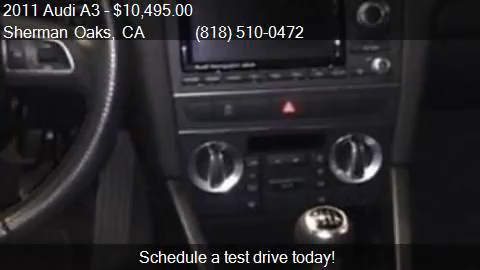 2011 Audi A3 - $10,495.00
Sherman Oaks, CA (818) 510-0472
Schedule a test drive today!